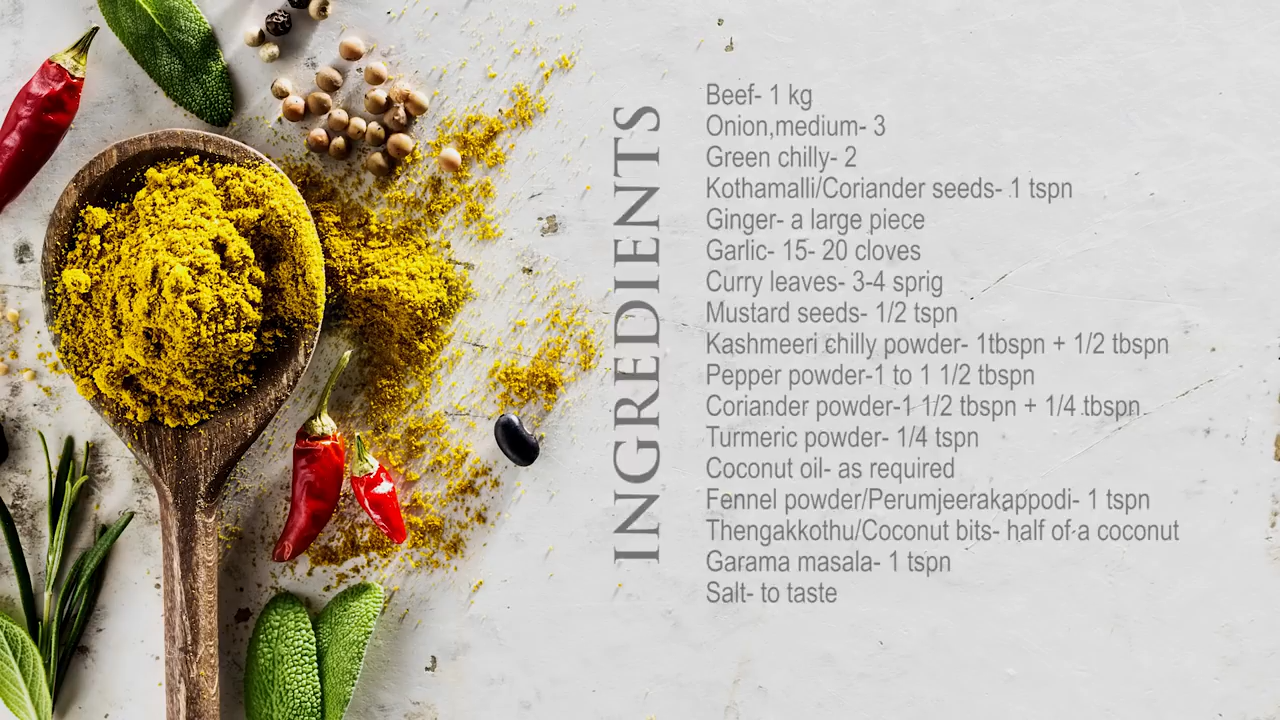 INGREDIENTS
Beef- 1 kg
Onion,medium- 3
Green chilly- 2
Kothamalli/Coriander seeds- 1 tspn
Ginger- a large piece
Garlic- 15- 20 cloves
Curry leaves- 3-4 sprig
Mustard seeds- 1/2 tspn
Kashmeeri chilly powder- 1tbspn + 1/2 tbspn
Pepper powder-1 to 1 1/2 tbspn
Coriander powder-1 1/2 tbspn + 1/4 tbspn
Turmeric powder- 1/4 tspn
Coconut oil- as required
Fennel powder/Perumjeerakappodi- 1 tspn
Thengakkothu/Coconut bits- half of a coconut
Garama masala- 1 tspn
Salt- to taste